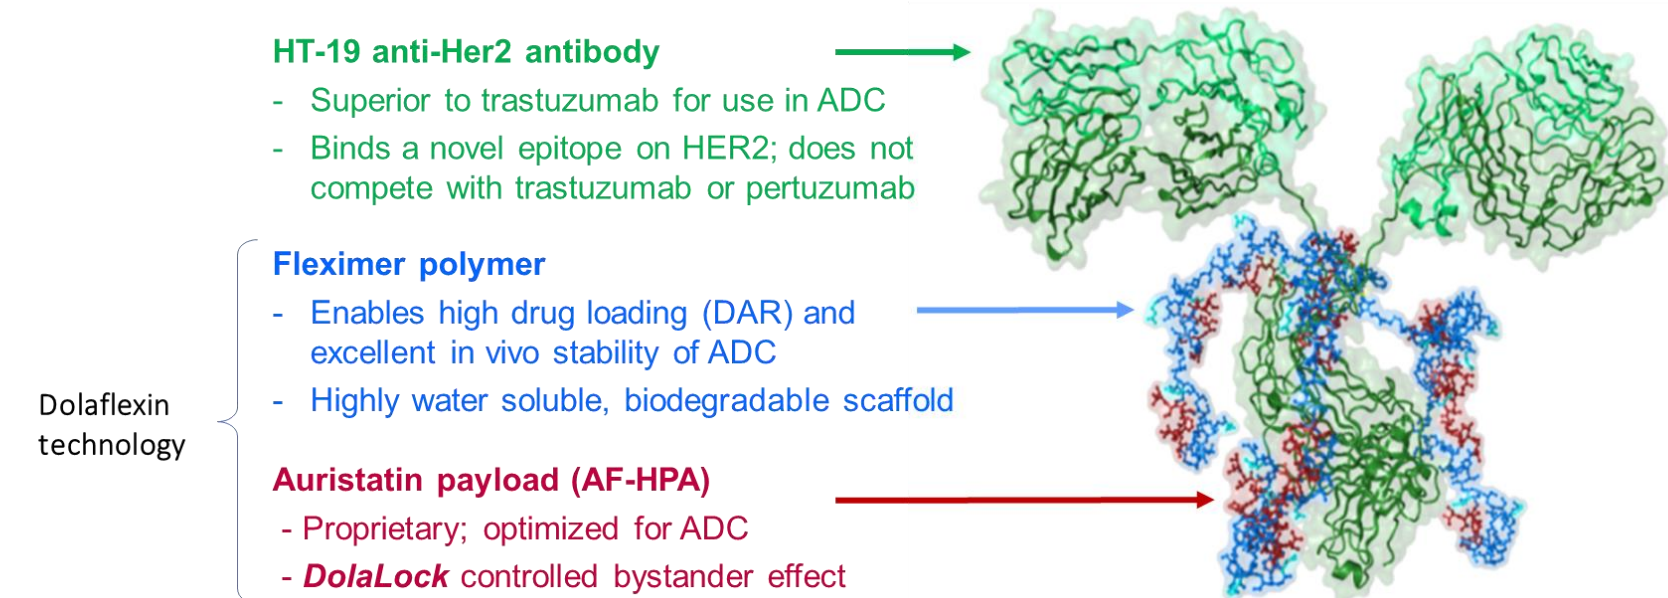 HT-19 anti-Her2 antibody
- Superior to trastuzumab for use in ADC
- Binds a novel epitope on HER2; does not
compete with trastuzumab or pertuzumab
Fleximer polymer
- Enables high drug loading (DAR) and
excellent in vivo stability of ADC
- Highly water soluble, biodegradable scaffold
Dolaflexin
technology
Auristatin payload (AF-HPA)
- Proprietary; optimized for ADC
- DolaLock controlled bystander effect